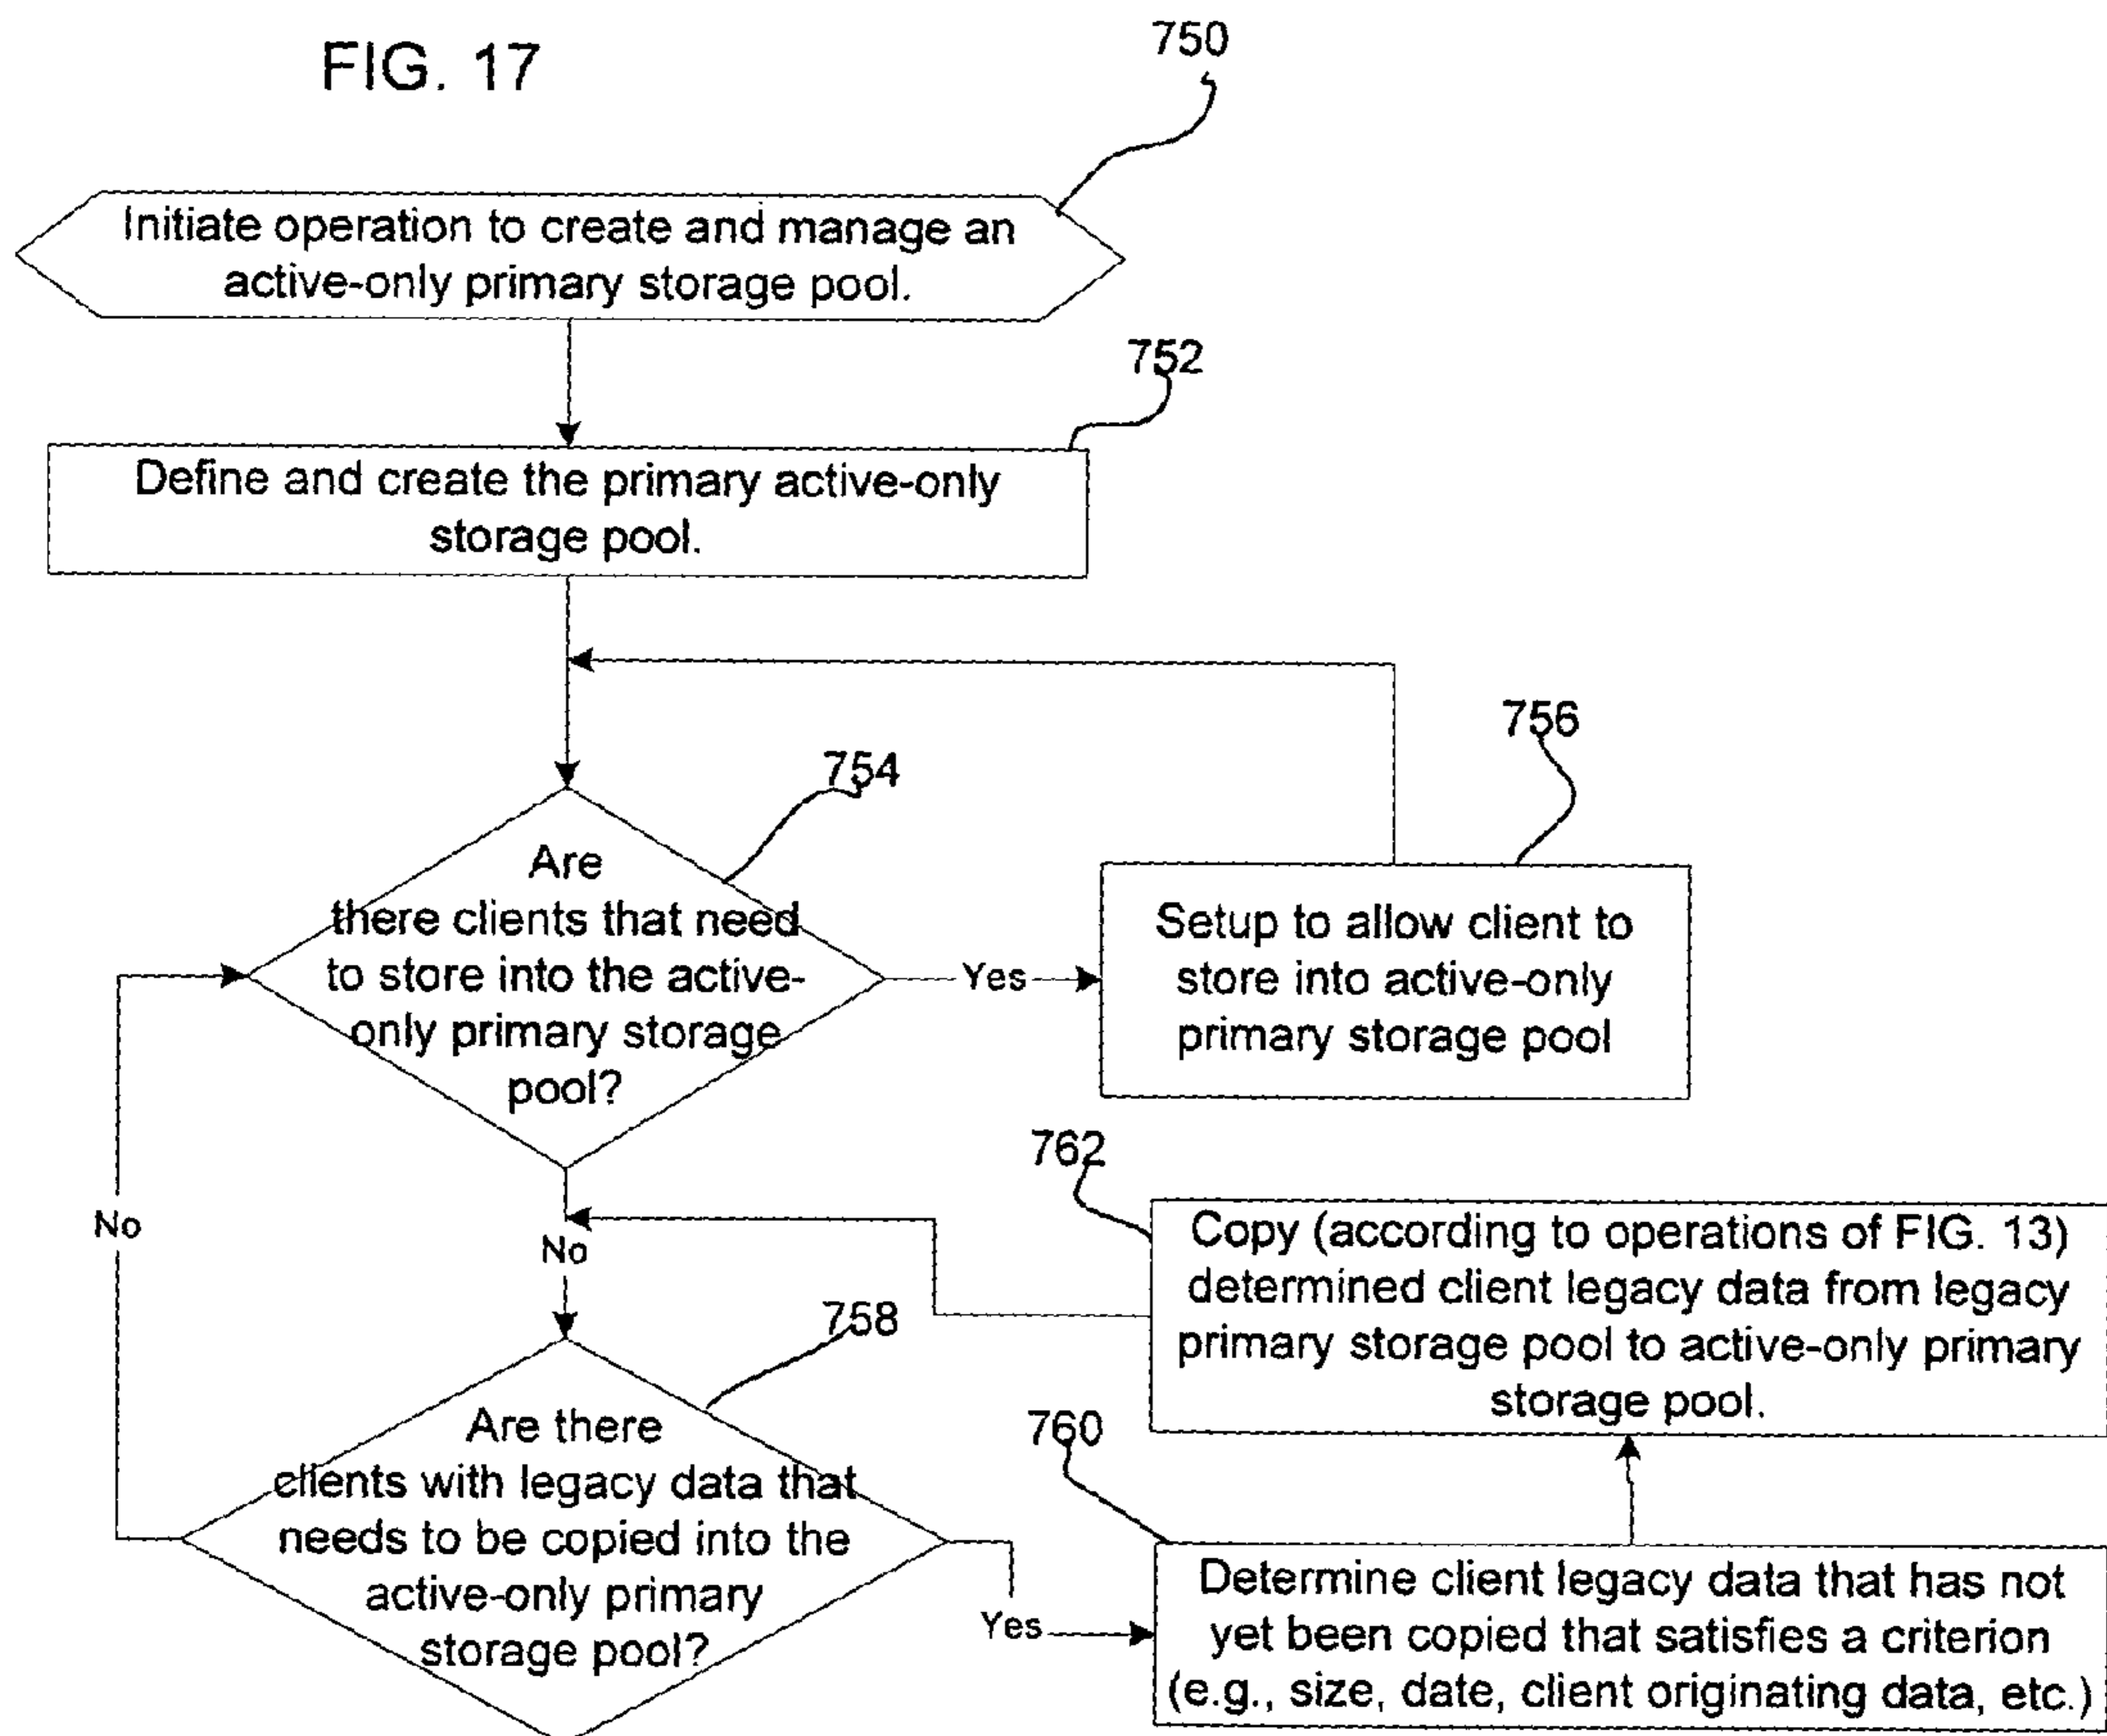 FIG. 17
750
Initiate operation to create and manage an
active-only primary storage pool.
752
Define and create the primary active-only
storage pool.
754
Are
there clients that need
to store into the active-
only primary storage
pool?
Yes
756
Setup to allow client to
store into active-only
primary storage pool
No
No
758
Are there
clients with legacy data that
needs to be copied into the
active-only primary
storage pool?
Yes
762
Copy (according to operations of FIG. 13)
determined client legacy data from legacy
primary storage pool to active-only primary
storage pool.
760
Determine client legacy data that has not
yet been copied that satisfies a criterion
(e.g., size, date, client originating data, etc.)